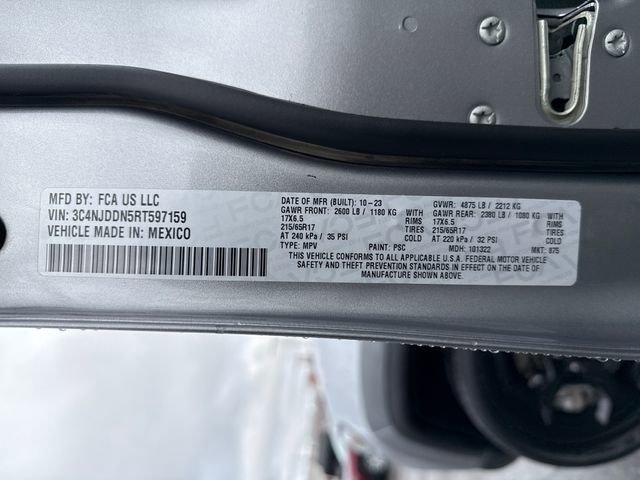 MFD BY: FCA US LLC
VIN: 3C4NJDDN5RT597159
VEHICLE MADE IN: MEXICO
DATE OF MFR (BUILT): 10-23 GVWR: 4875 LB / 2212 KG
GAWR FRONT: 2600 LB / 1180 KG WITH GAWR REAR: 2380 LB / 1080 KG WITH
17X6.5 RIMS 17X6.5 RIMS
215/65R17 TIRES 215/65R17 TIRES
AT 240 kPa / 35 PSI COLD AT 220 kPa / 32 PSI COLD
TYPE: MPV PAINT: PSC MDH: 101322 MKT: 875
THIS VEHICLE CONFORMS TO ALL APPLICABLE U.S.A. FEDERAL MOTOR VEHICLE
SAFETY AND THEFT PREVENTION STANDARDS IN EFFECT ON THE DATE OF
MANUFACTURE SHOWN ABOVE.